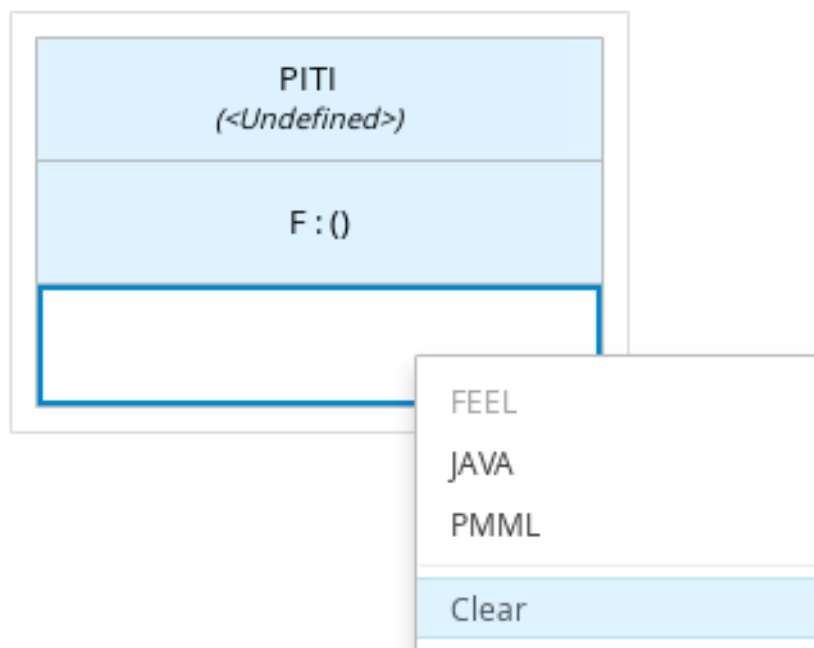 PITI
(<Undefined>)
F : ()
FEEL
JAVA
PMML
Clear